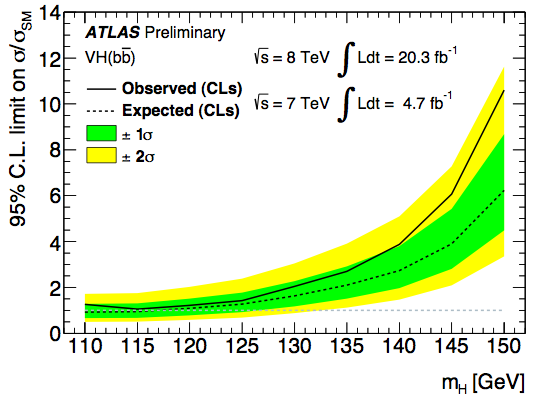 ATLAS Preliminary
VH(bb̄)
√s = 8 TeV ∫ Ldt = 20.3 fb⁻¹
√s = 7 TeV ∫ Ldt = 4.7 fb⁻¹
Observed (CLs)
Expected (CLs)
± 1σ
± 2σ
95% C.L. limit on σ/σ_SM
14
12
10
8
6
4
2
0
110 115 120 125 130 135 140 145 150
m_H [GeV]